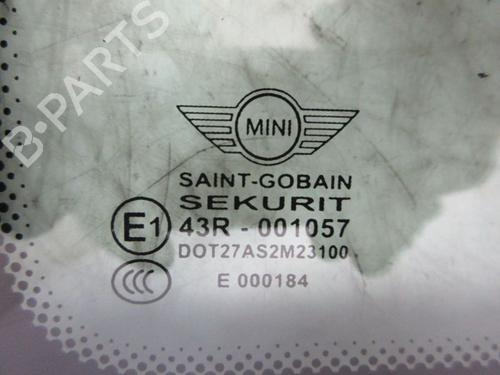 MINI
SAINT-GOBAIN
SEKURIT
E1 43R - 001057
DOT27AS2M23100
CCC E 000184
B-PARTS